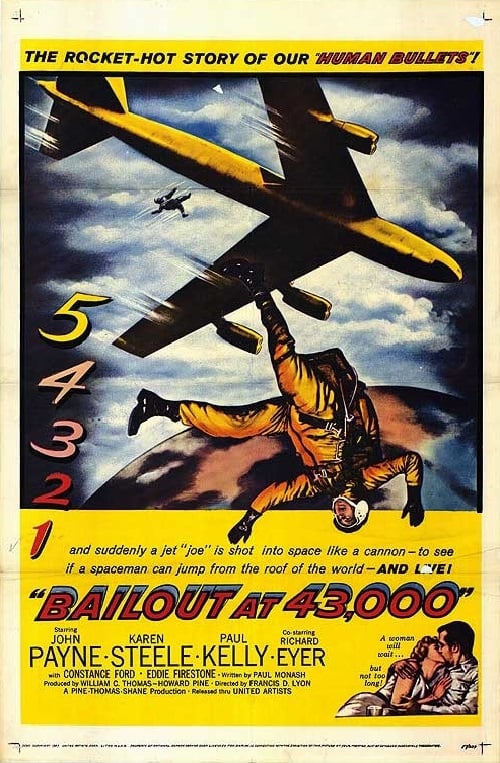 THE ROCKET-HOT STORY OF OUR "HUMAN BULLETS"!
5
4
3
2
1
and suddenly a jet "joe" is shot into space like a cannon - to see
if a spaceman can jump from the roof of the world - AND LIVE!
"BAILOUT AT 43,000"
Starring
JOHN PAYNE · KAREN STEELE · PAUL KELLY ·
Co-starring
RICHARD EYER
with CONSTANCE FORD · EDDIE FIRESTONE · Written by PAUL MONASH
Produced by WILLIAM C. THOMAS - HOWARD PINE · Directed by FRANCIS D. LYON
A PINE-THOMAS-SHANE Production · Released thru UNITED ARTISTS
A woman
will
wait...
but
not too
long!